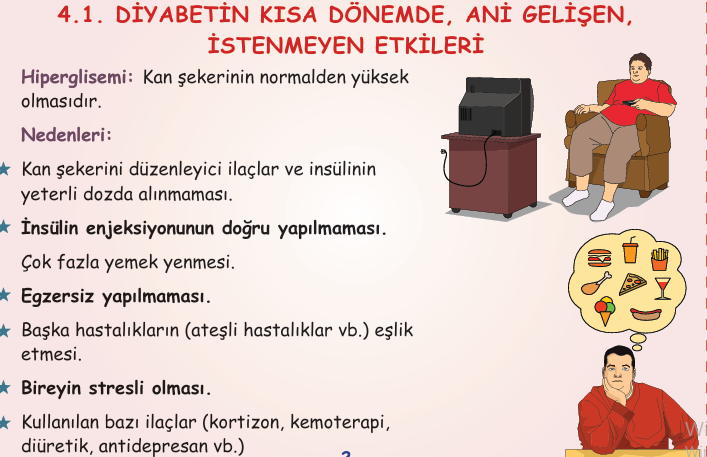 4.1. DİYABETİN KISA DÖNEMDE, ANİ GELİŞEN,
İSTENMEYEN ETKİLERİ
Hiperglisemi: Kan şekerinin normalden yüksek
olmasıdır.
Nedenleri:
★ Kan şekerini düzenleyici ilaçlar ve insülinin
yeterli dozda alınmaması.
★ İnsülin enjeksiyonunun doğru yapılmaması.
Çok fazla yemek yenmesi.
★ Egzersiz yapılmaması.
★ Başka hastalıkların (ateşli hastalıklar vb.) eşlik
etmesi.
★ Bireyin stresli olması.
★ Kullanılan bazı ilaçlar (kortizon, kemoterapi,
diüretik, antidepresan vb.)